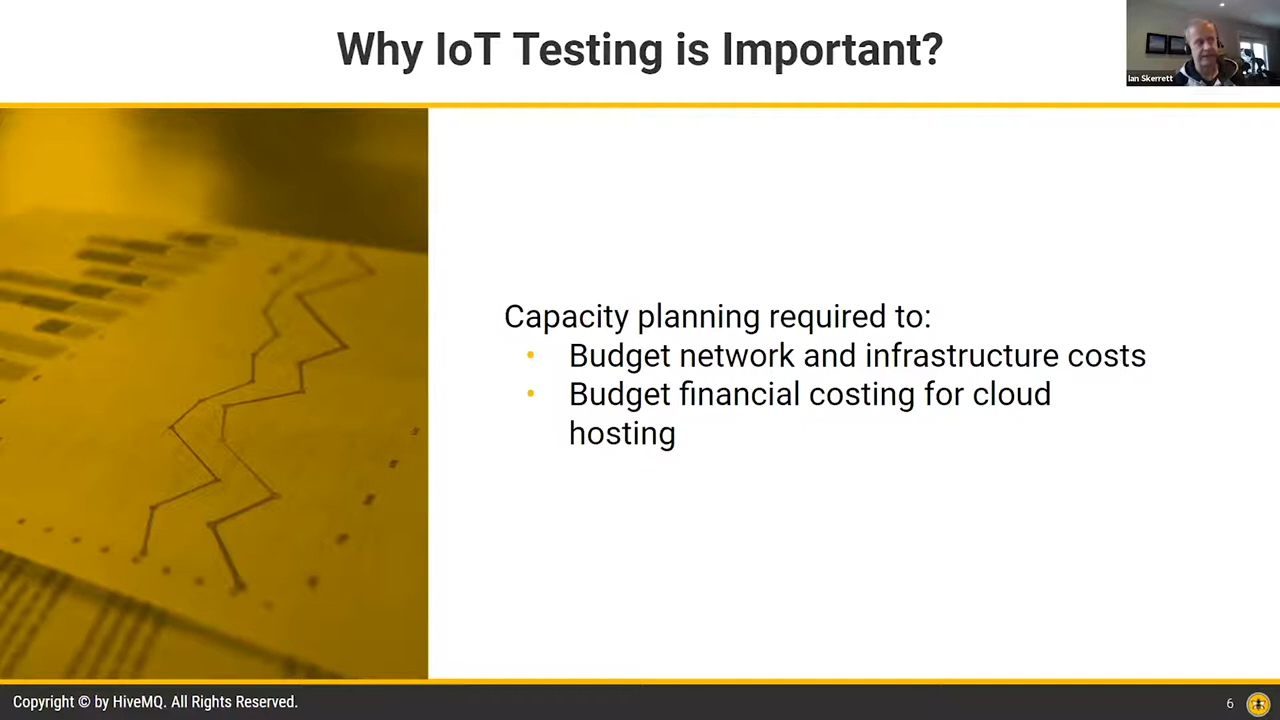 Why IoT Testing is Important?
Ian Skerrett
Capacity planning required to:
• Budget network and infrastructure costs
• Budget financial costing for cloud
hosting
Copyright © by HiveMQ. All Rights Reserved.
6